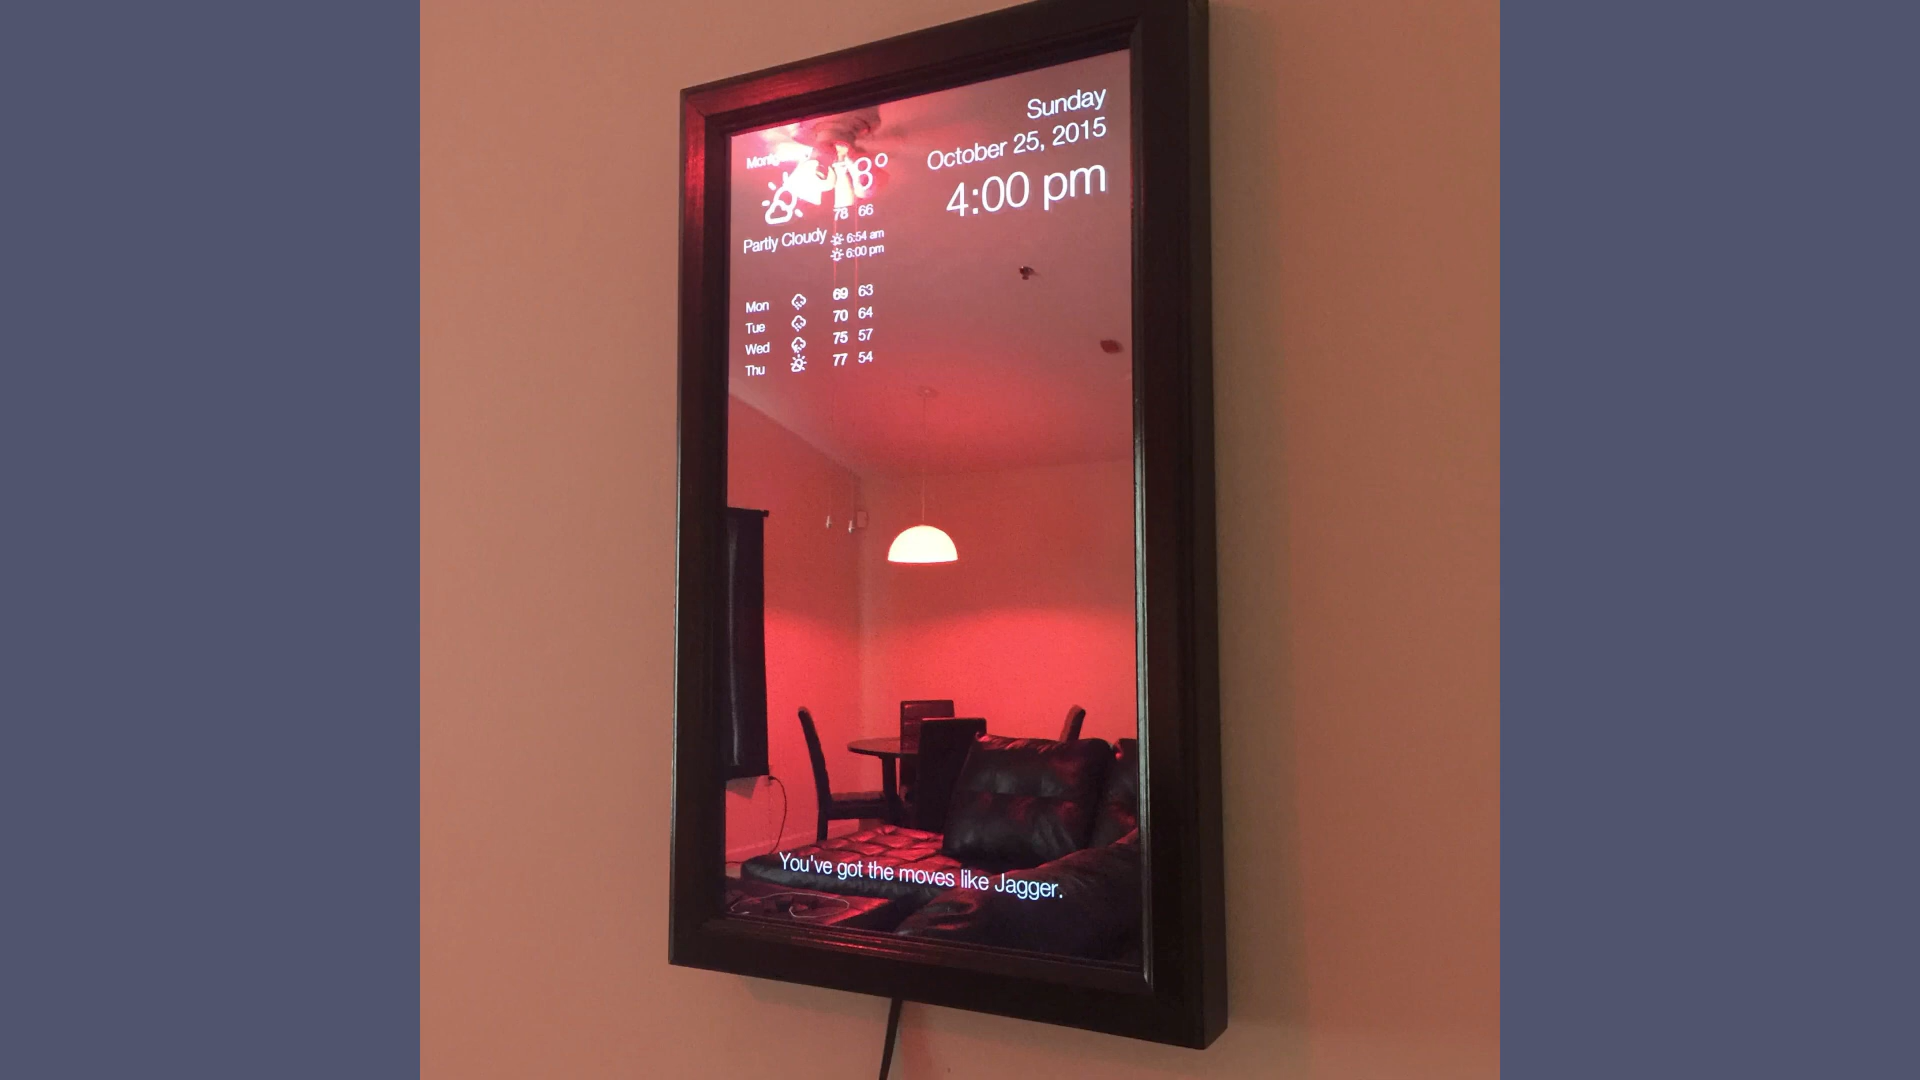 Partly Cloudy
78 66
6:54 am
6:00 pm
Mon 69 63
Tue 70 64
Wed 75 57
Thu 77 54
Sunday
October 25, 2015
4:00 pm
You've got the moves like Jagger.